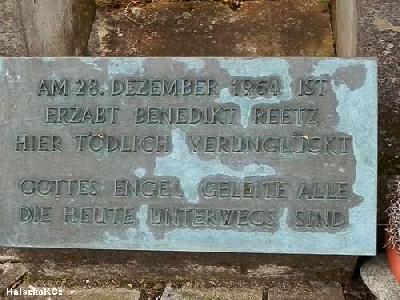 AM 28. DEZEMBER 1964 IST
ERZABT BENEDIKT REETZ
HIER TÖDLICH VERUNGLÜCKT
GOTTES ENGEL GELEITE ALLE
DIE HEUTE UNTERWEGS SIND